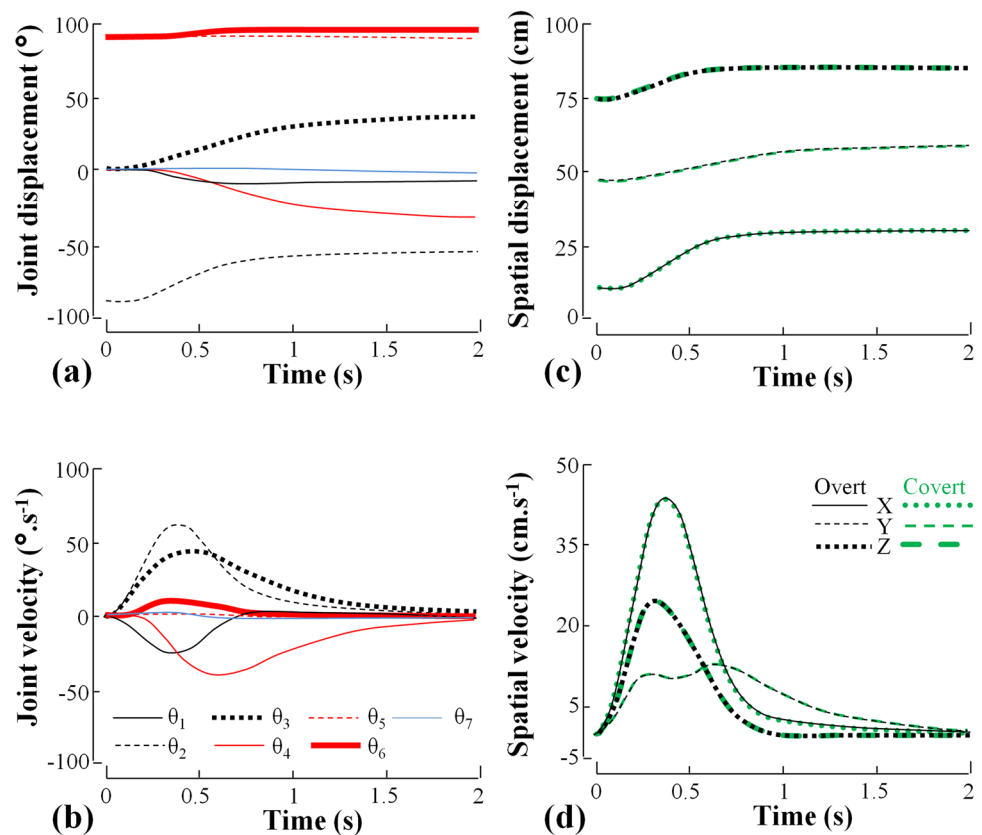 Joint displacement (°)
100
50
0
-50
-100
0 0.5 1 1.5 2
(a) Time (s)
Spatial displacement (cm)
100
75
50
25
0
0 0.5 1 1.5 2
(c) Time (s)
Joint velocity (°.s⁻¹)
100
50
0
-50
-100
θ₁ θ₃ θ₅ θ₇
θ₂ θ₄ θ₆
0 0.5 1 1.5 2
(b) Time (s)
Spatial velocity (cm.s⁻¹)
50
35
20
5
-5
Overt Covert
X
Y
Z
0 0.5 1 1.5 2
(d) Time (s)